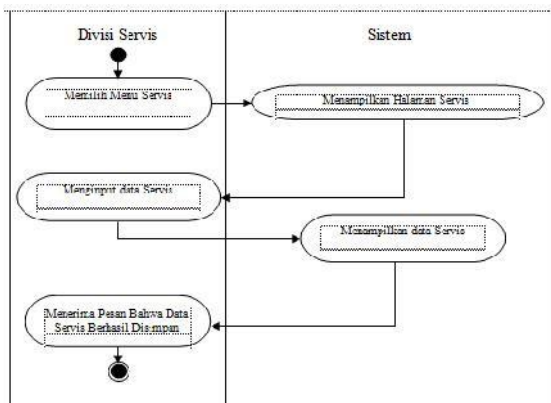 Divisi Servis
Sistem
Memilih Menu Servis
Menampilkan Halaman Servis
Menginput data Servis
Menampilkan data Servis
Menerima Pesan Bahwa Data
Servis Berhasil Disimpan